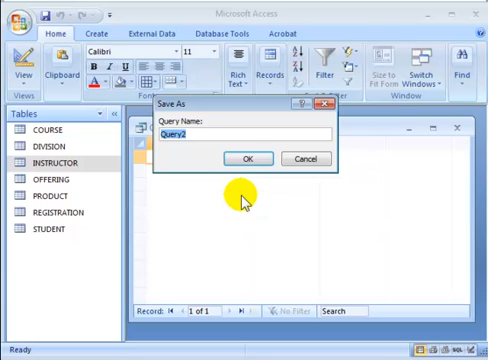 Microsoft Access
Home Create External Data Database Tools Acrobat
Calibri 11
View Clipboard Rich Text Records Filter Size to Fit Form Switch Windows Find
B I U
Views Window
Tables
COURSE
DIVISION
INSTRUCTOR
OFFERING
PRODUCT
REGISTRATION
STUDENT
Save As
Query Name:
Query2
OK Cancel
Record: 1 of 1 No Filter Search
Ready SQL